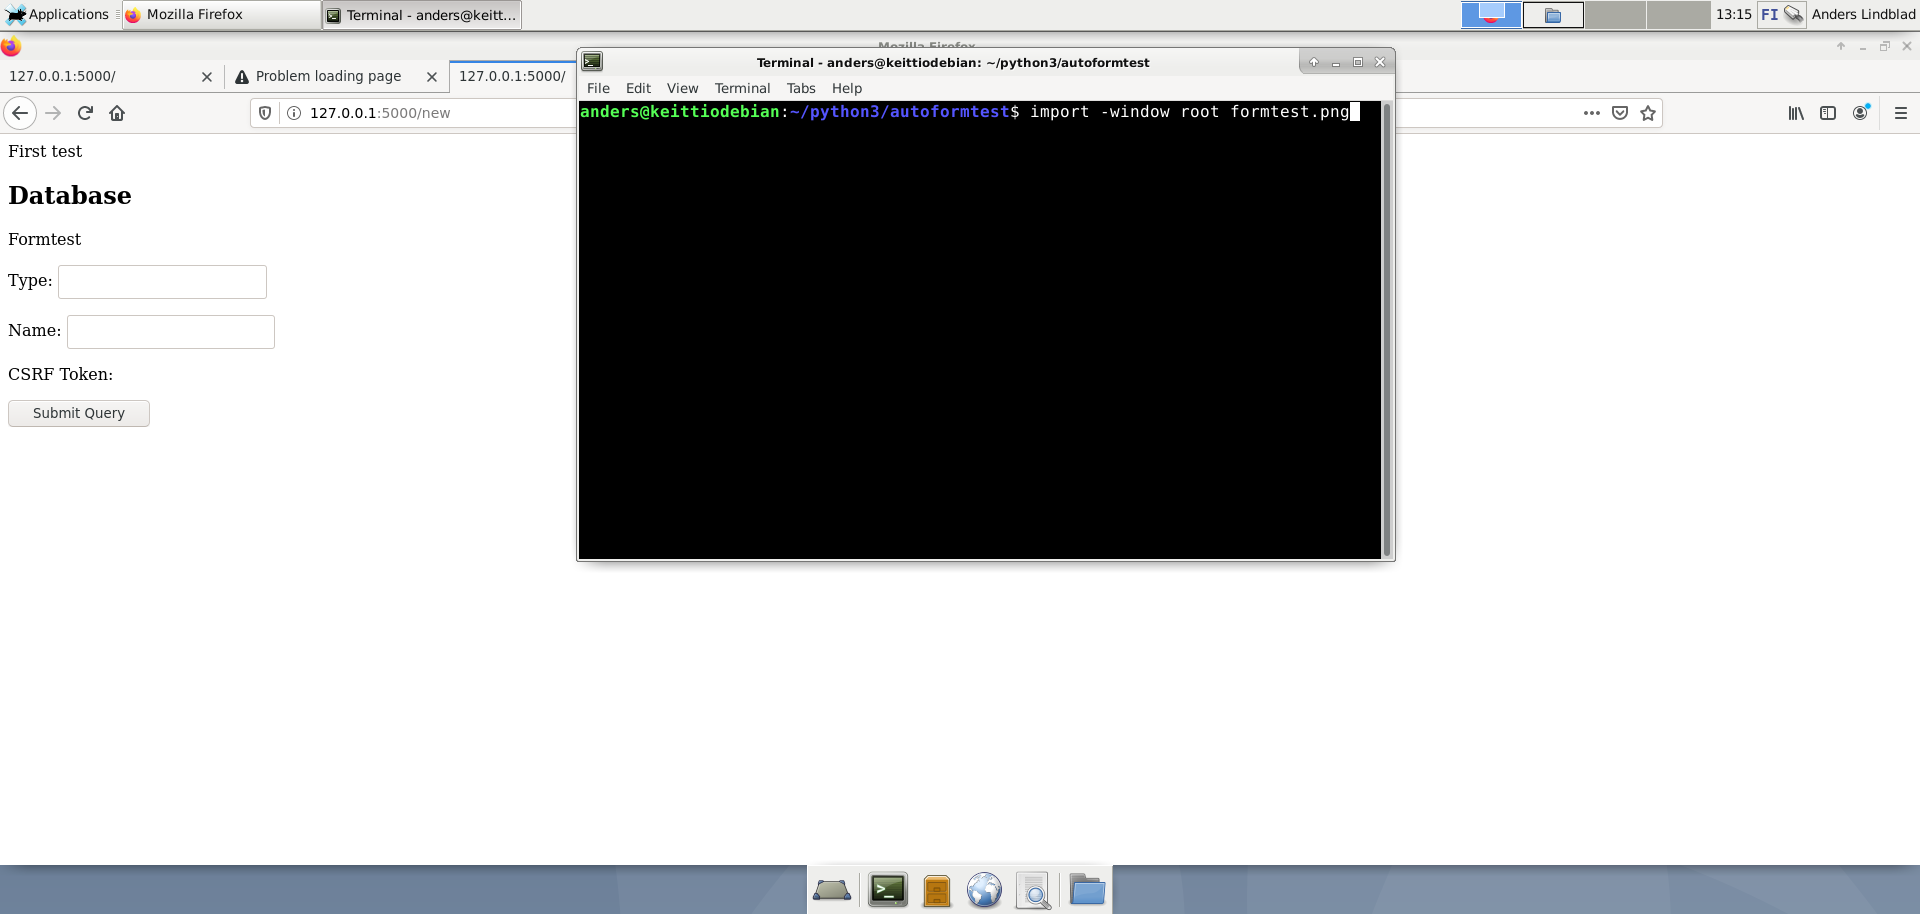 Applications
Mozilla Firefox
Terminal - anders@keitt...
13:15
FI
Anders Lindblad
Mozilla Firefox
127.0.0.1:5000/
Problem loading page
127.0.0.1:5000/
127.0.0.1:5000/new
First test
Database
Formtest
Type:
Name:
CSRF Token:
Submit Query
Terminal - anders@keittiodebian: ~/python3/autoformtest
File Edit View Terminal Tabs Help
anders@keittiodebian:~/python3/autoformtest$ import -window root formtest.png